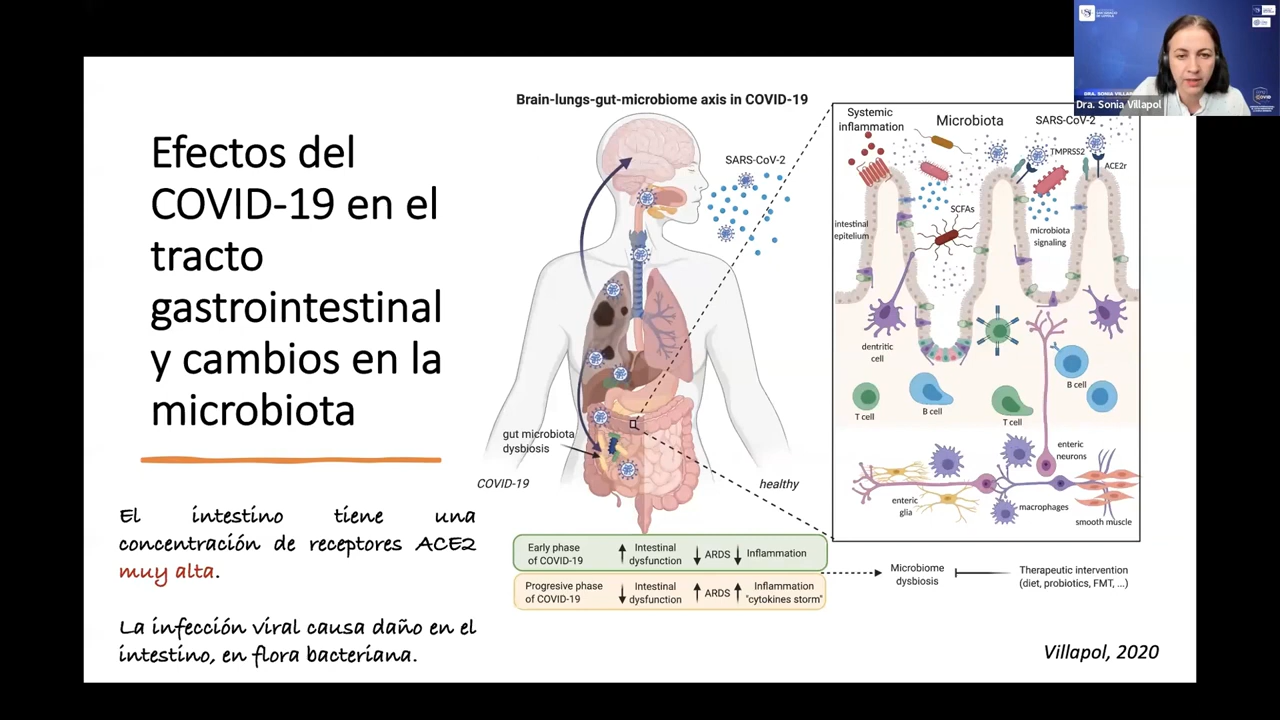 Efectos del
COVID-19 en el
tracto
gastrointestinal
y cambios en la
microbiota
El intestino tiene una
concentración de receptores ACE2
muy alta.
La infección viral causa daño en el
intestino, en flora bacteriana.
Brain-lungs-gut-microbiome axis in COVID-19
SARS-CoV-2
gut microbiota
dysbiosis
COVID-19
healthy
Early phase
of COVID-19
Intestinal
dysfunction
ARDS
Inflammation
Progresive phase
of COVID-19
Intestinal
dysfunction
ARDS
Inflammation
"cytokines storm"
Systemic
inflammation
Microbiota
SARS-CoV-2
TMPRSS2
ACE2r
intestinal
epitelium
SCFAs
microbiota
signaling
dentritic
cell
T cell
B cell
T cell
B cell
enteric
neurons
enteric
glia
macrophages
smooth muscle
Microbiome
dysbiosis
Therapeutic intervention
(diet, probiotics, FMT, ...)
Villapol, 2020
Dra. Sonia Villapol